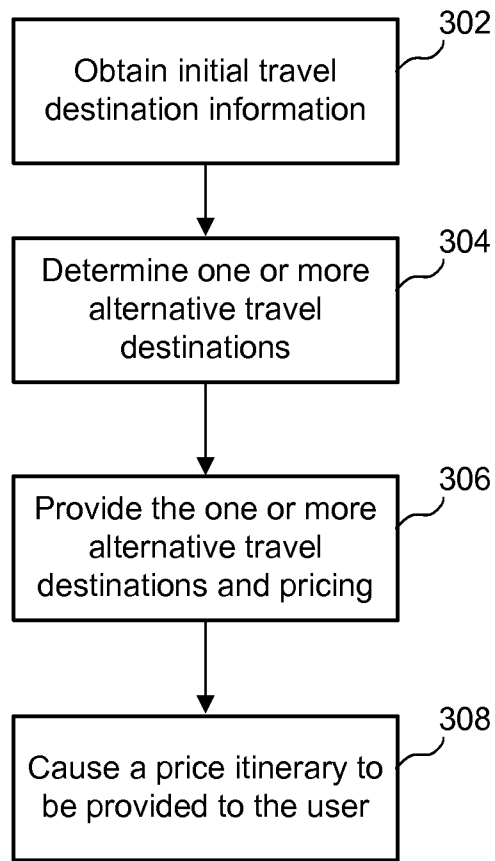 302
Obtain initial travel
destination information
304
Determine one or more
alternative travel
destinations
306
Provide the one or more
alternative travel
destinations and pricing
308
Cause a price itinerary to
be provided to the user